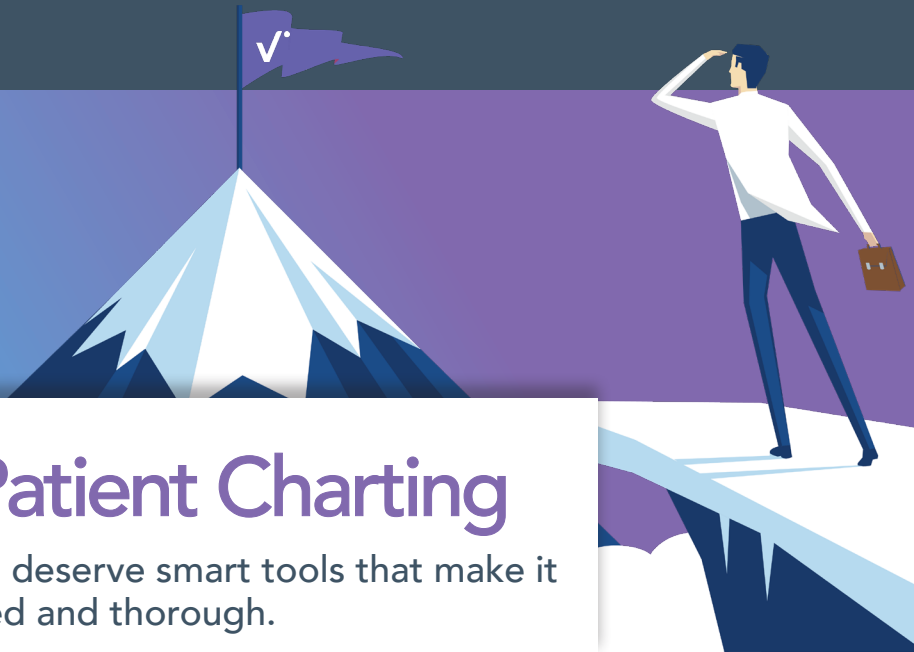 Patient Charting
deserve smart tools that make it
ed and thorough.